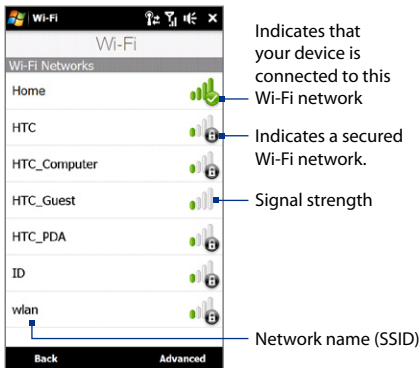 Wi-Fi
Wi-Fi
Wi-Fi Networks
Home
HTC
HTC_Computer
HTC_Guest
HTC_PDA
ID
wlan
Back Advanced
Indicates that
your device is
connected to this
Wi-Fi network
Indicates a secured
Wi-Fi network.
Signal strength
Network name (SSID)